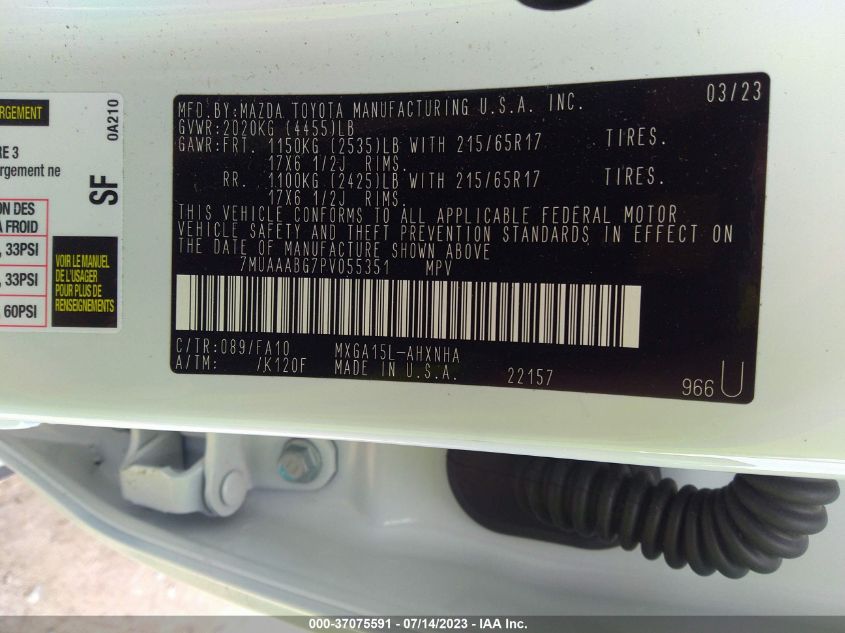 RGEMENT
0A210
RE 3
argement ne
SF
ON DES
A FROID
, 33PSI
, 33PSI
, 60PSI
VOIR LE MANUEL
DE L'USAGER
POUR PLUS DE
RENSEIGNEMENTS
MFD.BY:MAZDA TOYOTA MANUFACTURING U.S.A. INC. 03/23
GVWR:2020KG (4455)LB
GAWR:FRT. 1150KG (2535)LB WITH 215/65R17 TIRES.
17X6 1/2J RIMS.
RR. 1100KG (2425)LB WITH 215/65R17 TIRES.
17X6 1/2J RIMS.
THIS VEHICLE CONFORMS TO ALL APPLICABLE FEDERAL MOTOR
VEHICLE SAFETY AND THEFT PREVENTION STANDARDS IN EFFECT ON
THE DATE OF MANUFACTURE SHOWN ABOVE
7MUAAABG7PV055351 MPV
C/TR:089/FA10 MXGA15L-AHXNHA
A/TM: /K120F MADE IN U.S.A. 22157
966 U
000-37075591 - 07/14/2023 - IAA Inc.